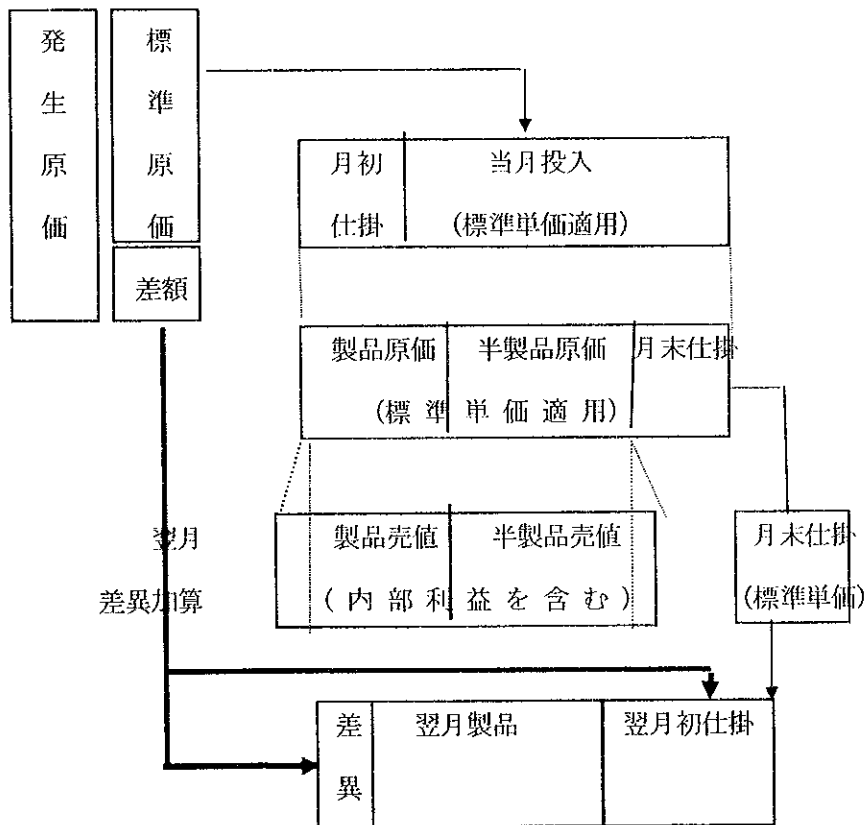 発生原価
標準原価
差額
月初
仕掛
当月投入
(標準単価適用)
製品原価
半製品原価
月末仕掛
(標準単価適用)
製品売値
半製品売値
(内部利益を含む)
月末仕掛
(標準単価)
翌月
差異加算
差異
翌月製品
翌月初仕掛